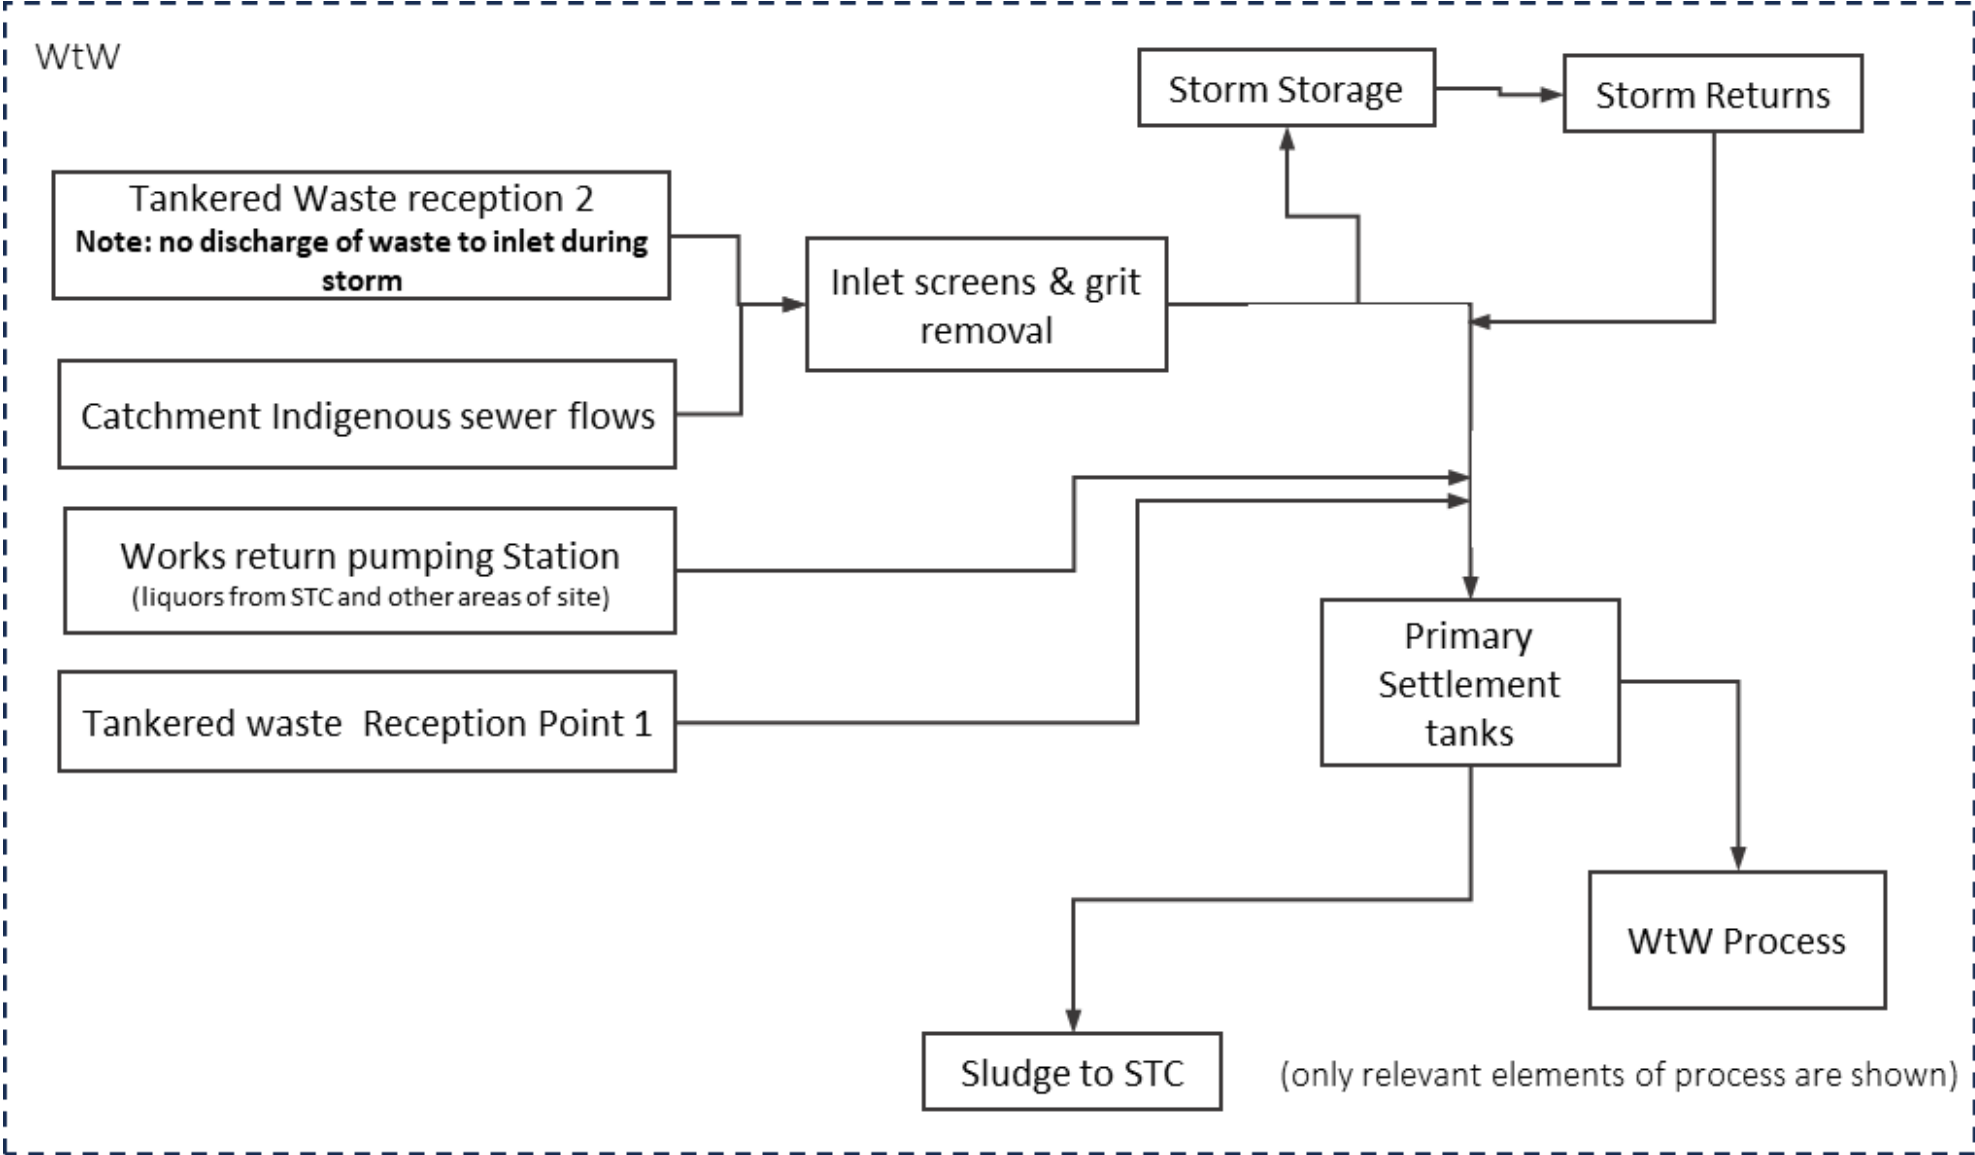 WtW
Storm Storage
Storm Returns
Tankered Waste reception 2
Note: no discharge of waste to inlet during
storm
Inlet screens & grit
removal
Catchment Indigenous sewer flows
Works return pumping Station
(liquors from STC and other areas of site)
Tankered waste  Reception Point 1
Primary
Settlement
tanks
WtW Process
Sludge to STC
(only relevant elements of process are shown)